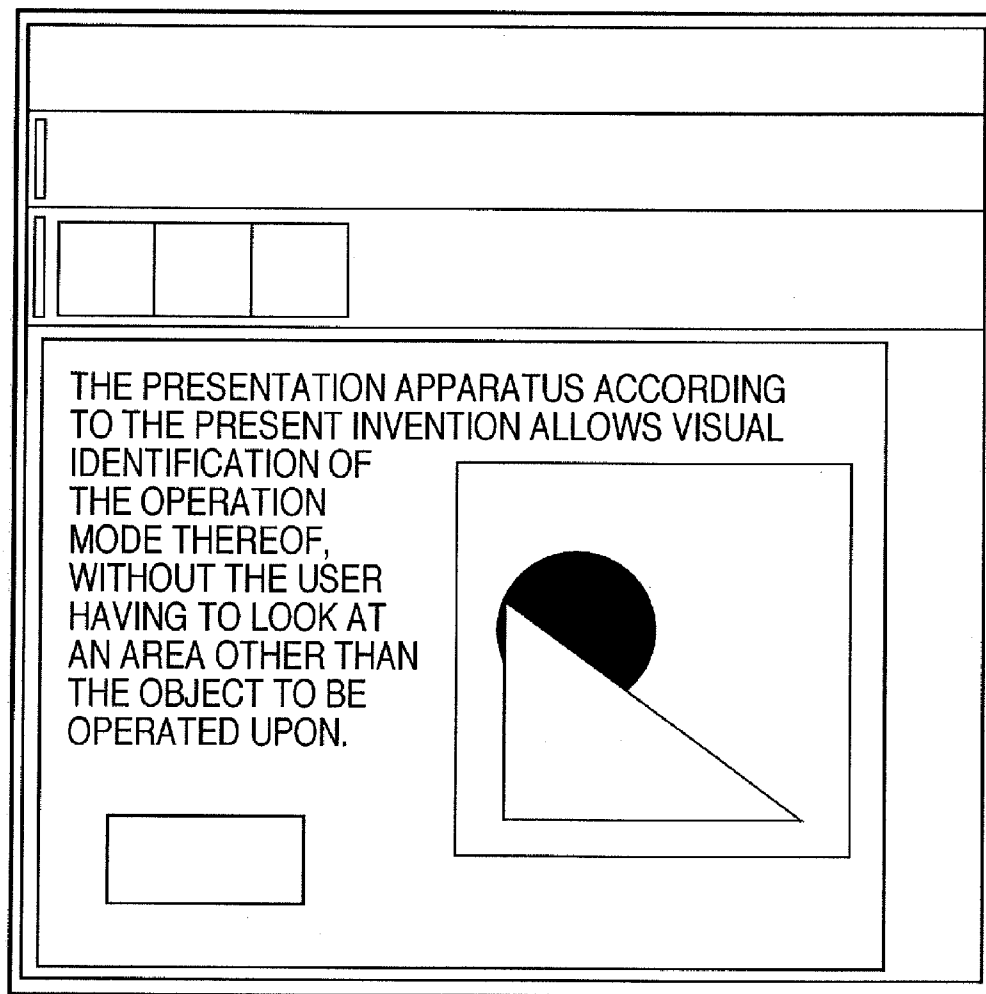 THE PRESENTATION APPARATUS ACCORDING
TO THE PRESENT INVENTION ALLOWS VISUAL
IDENTIFICATION OF
THE OPERATION
MODE THEREOF,
WITHOUT THE USER
HAVING TO LOOK AT
AN AREA OTHER THAN
THE OBJECT TO BE
OPERATED UPON.